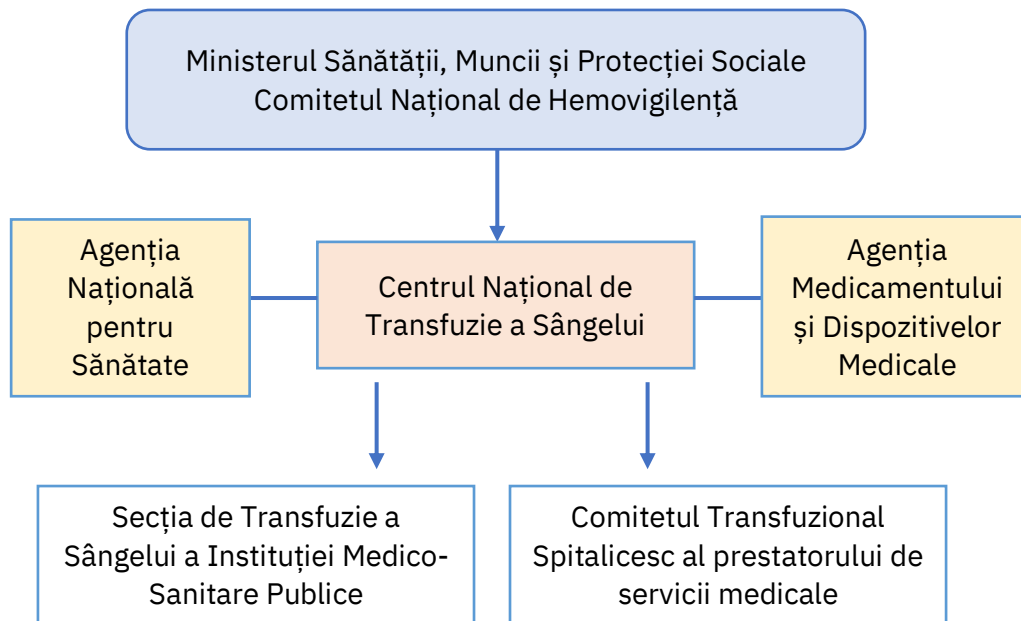 Ministerul Sănătății, Muncii și Protecției Sociale
Comitetul Național de Hemovigilență
Agenția
Națională
pentru
Sănătate
Centrul Național de
Transfuzie a Sângelui
Agenția
Medicamentului
și Dispozitivelor
Medicale
Secția de Transfuzie a
Sângelui a Instituției Medico-
Sanitare Publice
Comitetul Transfuzional
Spitalicesc al prestatorului de
servicii medicale